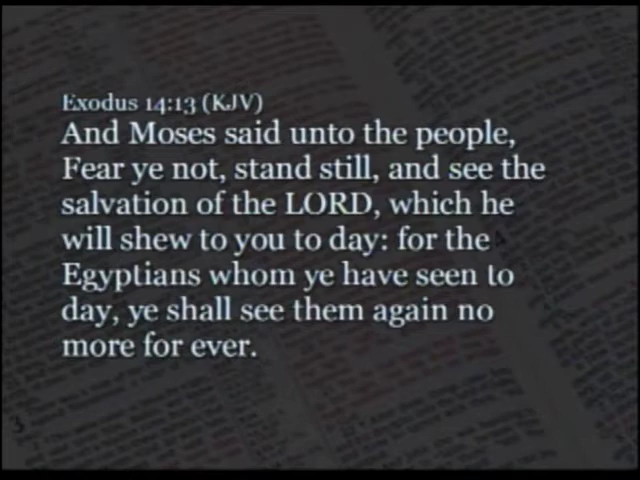 Exodus 14:13 (KJV)
And Moses said unto the people,
Fear ye not, stand still, and see the
salvation of the LORD, which he
will shew to you to day: for the
Egyptians whom ye have seen to
day, ye shall see them again no
more for ever.